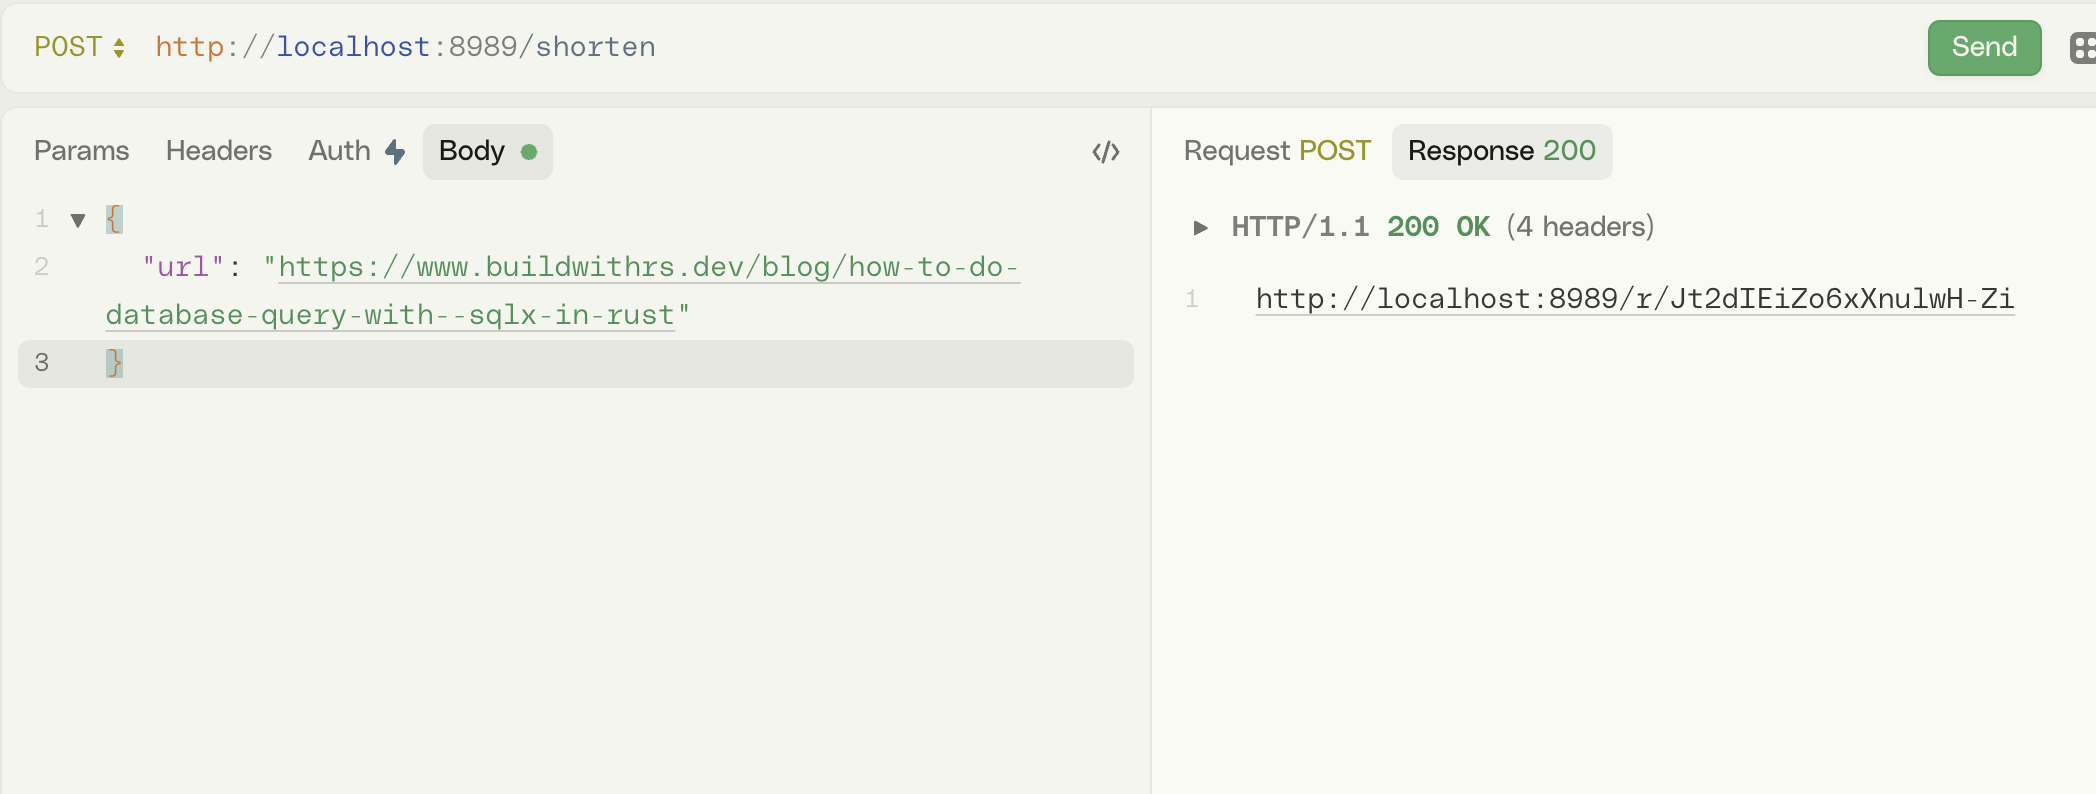 POST http://localhost:8989/shorten Send
Params Headers Auth Body Request POST Response 200
1 {
2 "url": "https://www.buildwithrs.dev/blog/how-to-do-
database-query-with--sqlx-in-rust"
3 }
HTTP/1.1 200 OK (4 headers)
1 http://localhost:8989/r/Jt2dIEiZo6xXnulwH-Zi